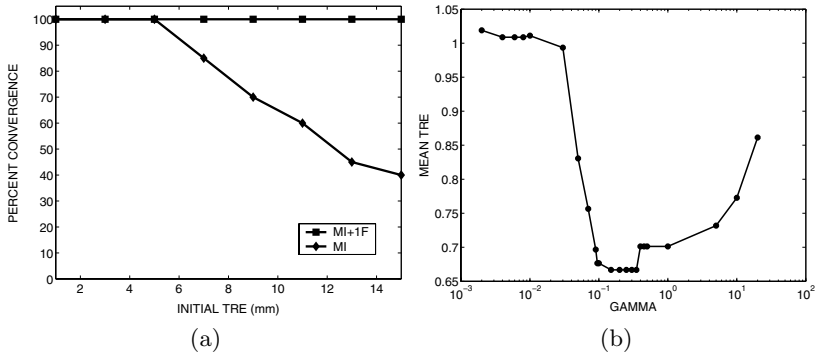 100
90
80
70
60
50
40
30
20
10
0
PERCENT CONVERGENCE
2 4 6 8 10 12 14
INITIAL TRE (mm)
MI+1F
MI
(a)
1.05
1
0.95
0.9
0.85
0.8
0.75
0.7
0.65
MEAN TRE
10⁻³ 10⁻² 10⁻¹ 10⁰ 10¹ 10²
GAMMA
(b)